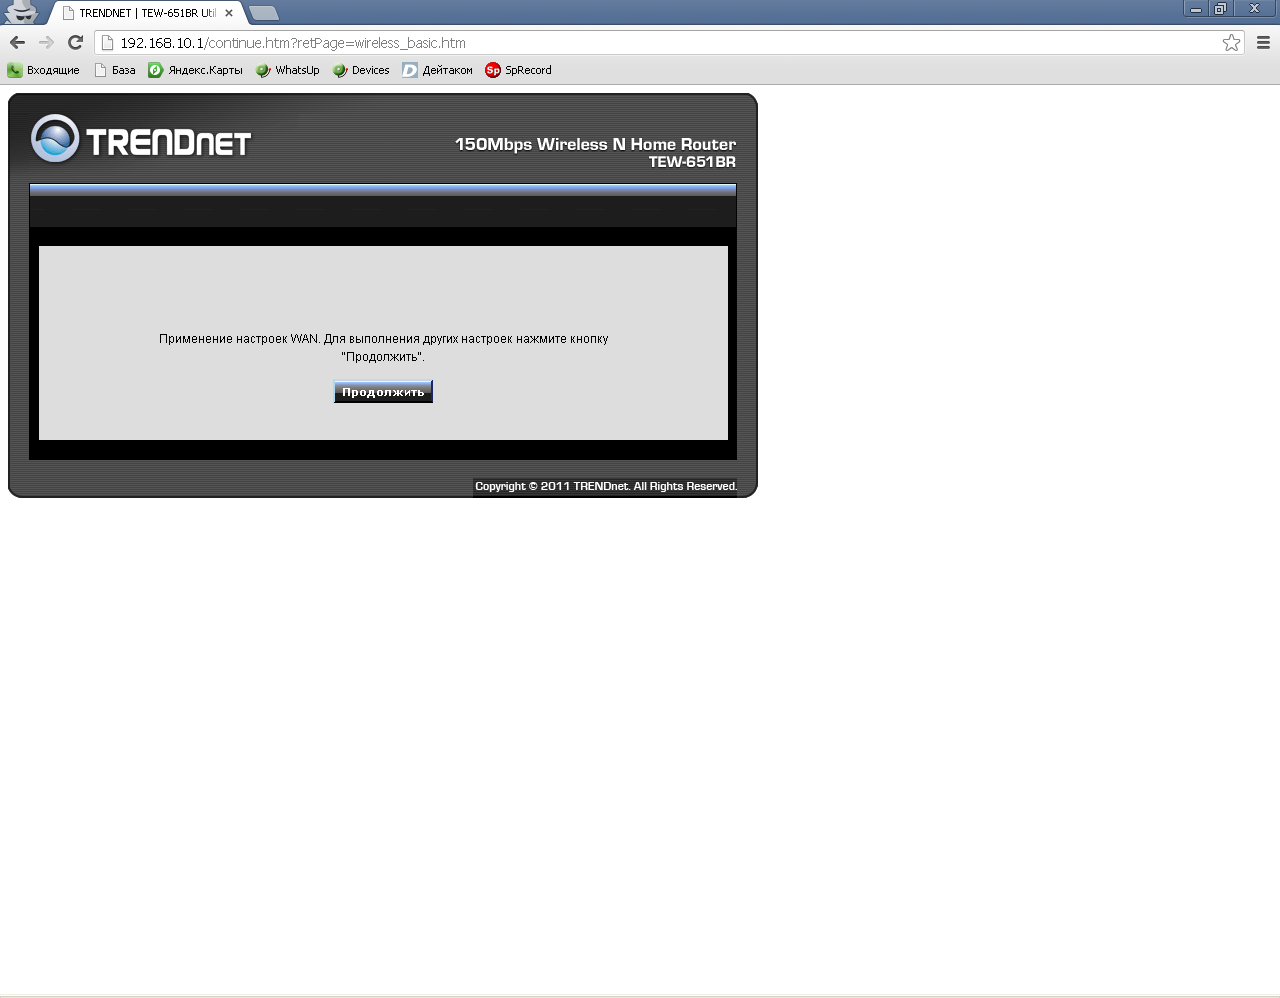 TRENDNET | TEW-651BR Uti
192.168.10.1/continue.htm?retPage=wireless_basic.htm
Входящие База Яндекс.Карты WhatsUp Devices Дейтаком Sp SpRecord
TRENDNET
150Mbps Wireless N Home Router
TEW-651BR
Применение настроек WAN. Для выполнения других настроек нажмите кнопку
"Продолжить".
Продолжить
Copyright © 2011 TRENDnet. All Rights Reserved.